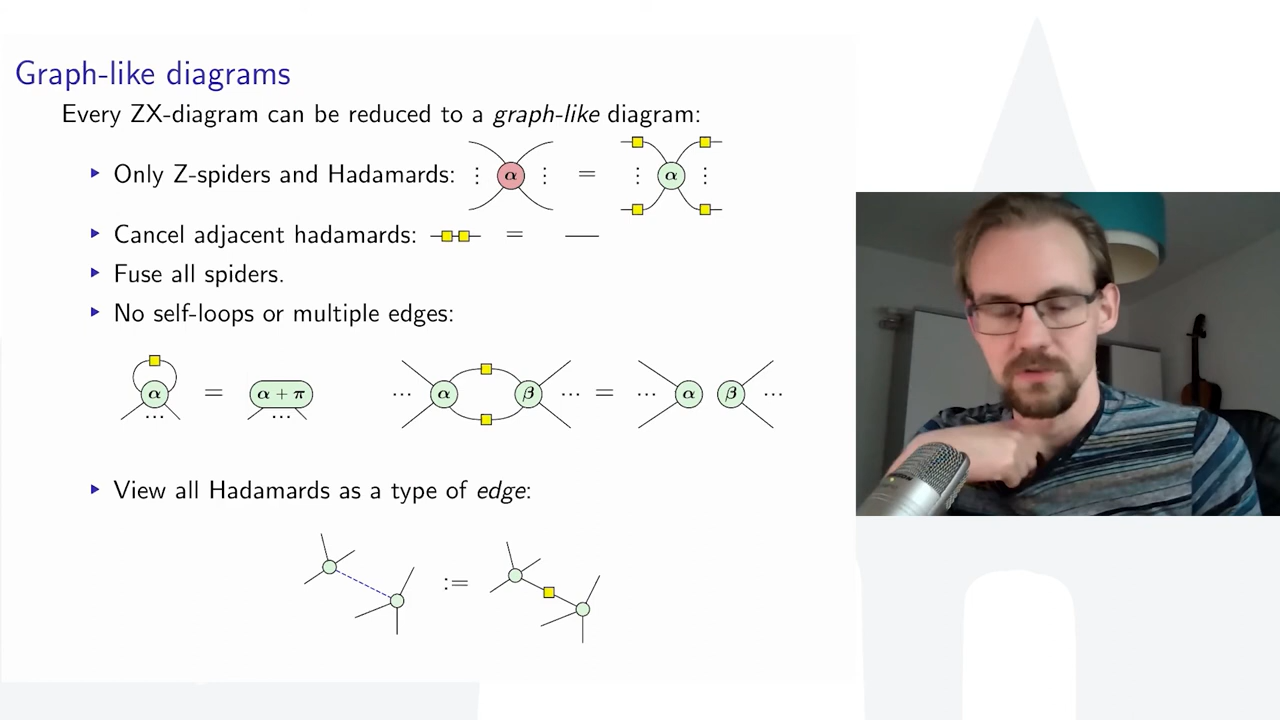 Graph-like diagrams
Every ZX-diagram can be reduced to a graph-like diagram:
▸ Only Z-spiders and Hadamards: ⋮ α ⋮ = ⋮ α ⋮
▸ Cancel adjacent hadamards: =
▸ Fuse all spiders.
▸ No self-loops or multiple edges:
α ... = α + π ... ... α β ... = ... α β ...
▸ View all Hadamards as a type of edge:
:=